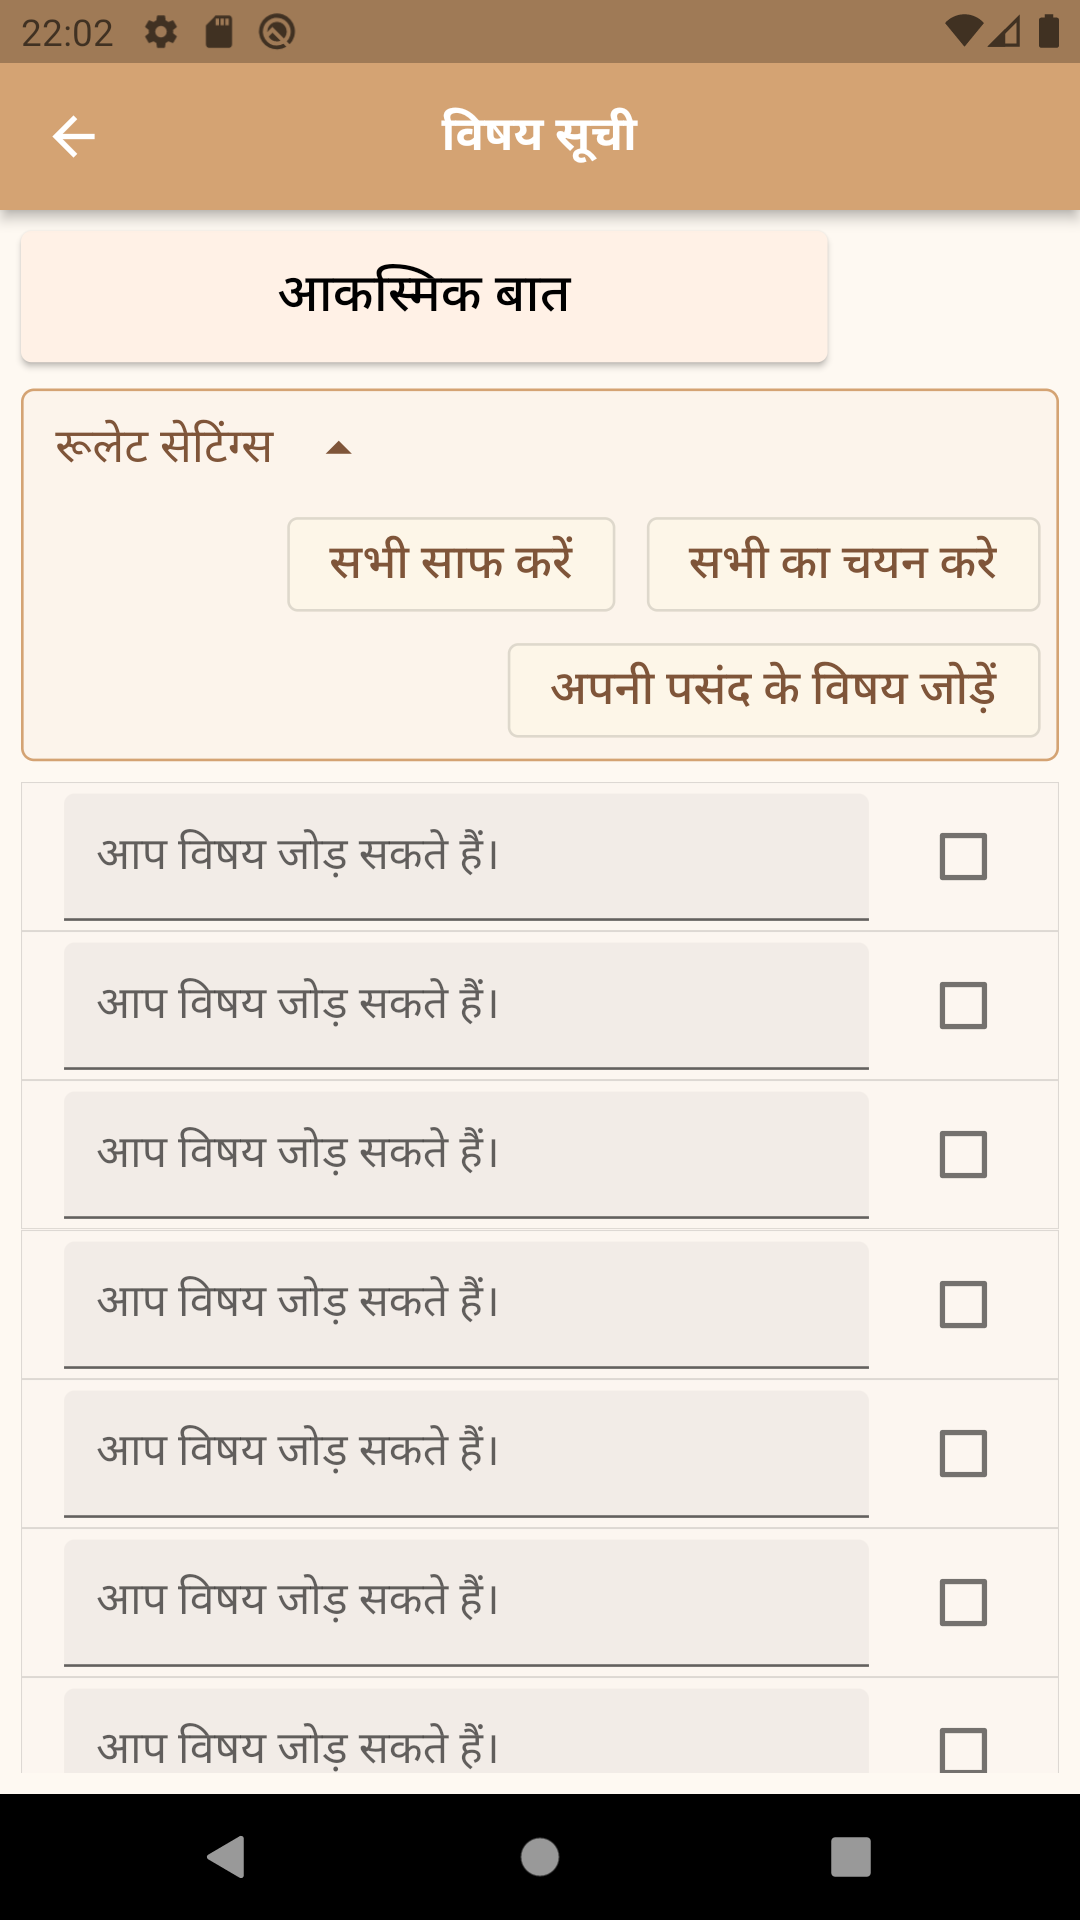 22:02
विषय सूची
आकस्मिक बात
रूलेट सेटिंग्स
सभी साफ करें सभी का चयन करे
अपनी पसंद के विषय जोड़ें
आप विषय जोड़ सकते हैं।
आप विषय जोड़ सकते हैं।
आप विषय जोड़ सकते हैं।
आप विषय जोड़ सकते हैं।
आप विषय जोड़ सकते हैं।
आप विषय जोड़ सकते हैं।
आप विषय जोड़ सकते हैं।